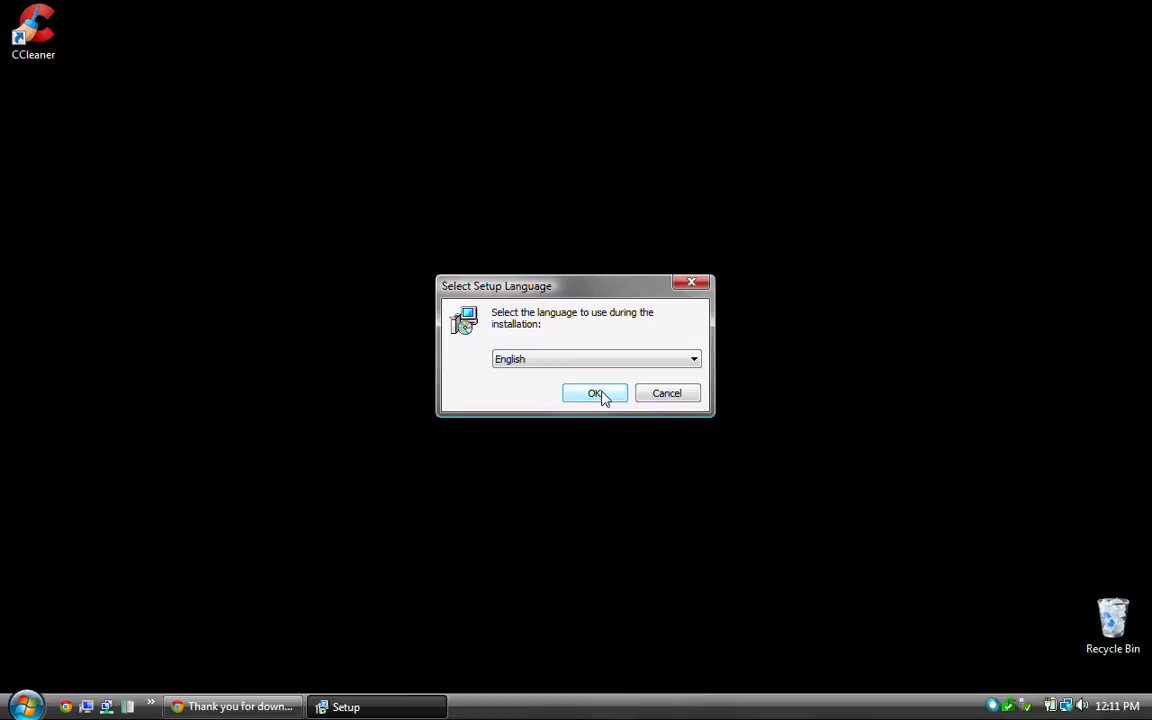 CCleaner
Select Setup Language
Select the language to use during the
installation:
English
OK
Cancel
Recycle Bin
Thank you for down...
Setup
12:11 PM